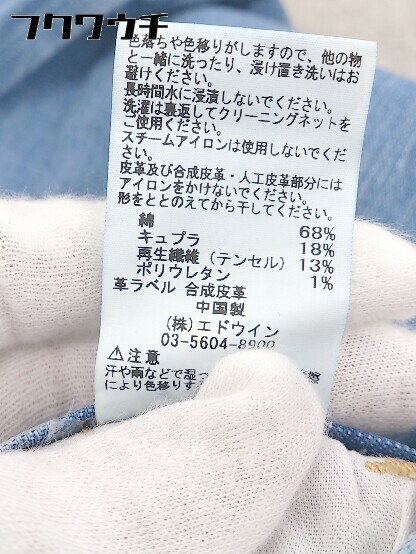 フクワウチ
色落ちや色移りがしますので、他の物
と一緒に洗ったり、浸け置き洗いはお
避けください。
長時間水に浸漬しないでください。
洗濯は裏返してクリーニングネットを
ご使用ください。
スチームアイロンは使用しないでくだ
さい。
皮革及び合成皮革・人工皮革部分には
アイロンをかけないでください。
形をととのえてから干してください。
綿 68%
キュプラ 18%
再生繊維（テンセル） 13%
ポリウレタン 1%
革ラベル 合成皮革
中国製
(株) エドウイン
03-5604-8900
⚠注意
汗や雨などで湿っ
により色移りす